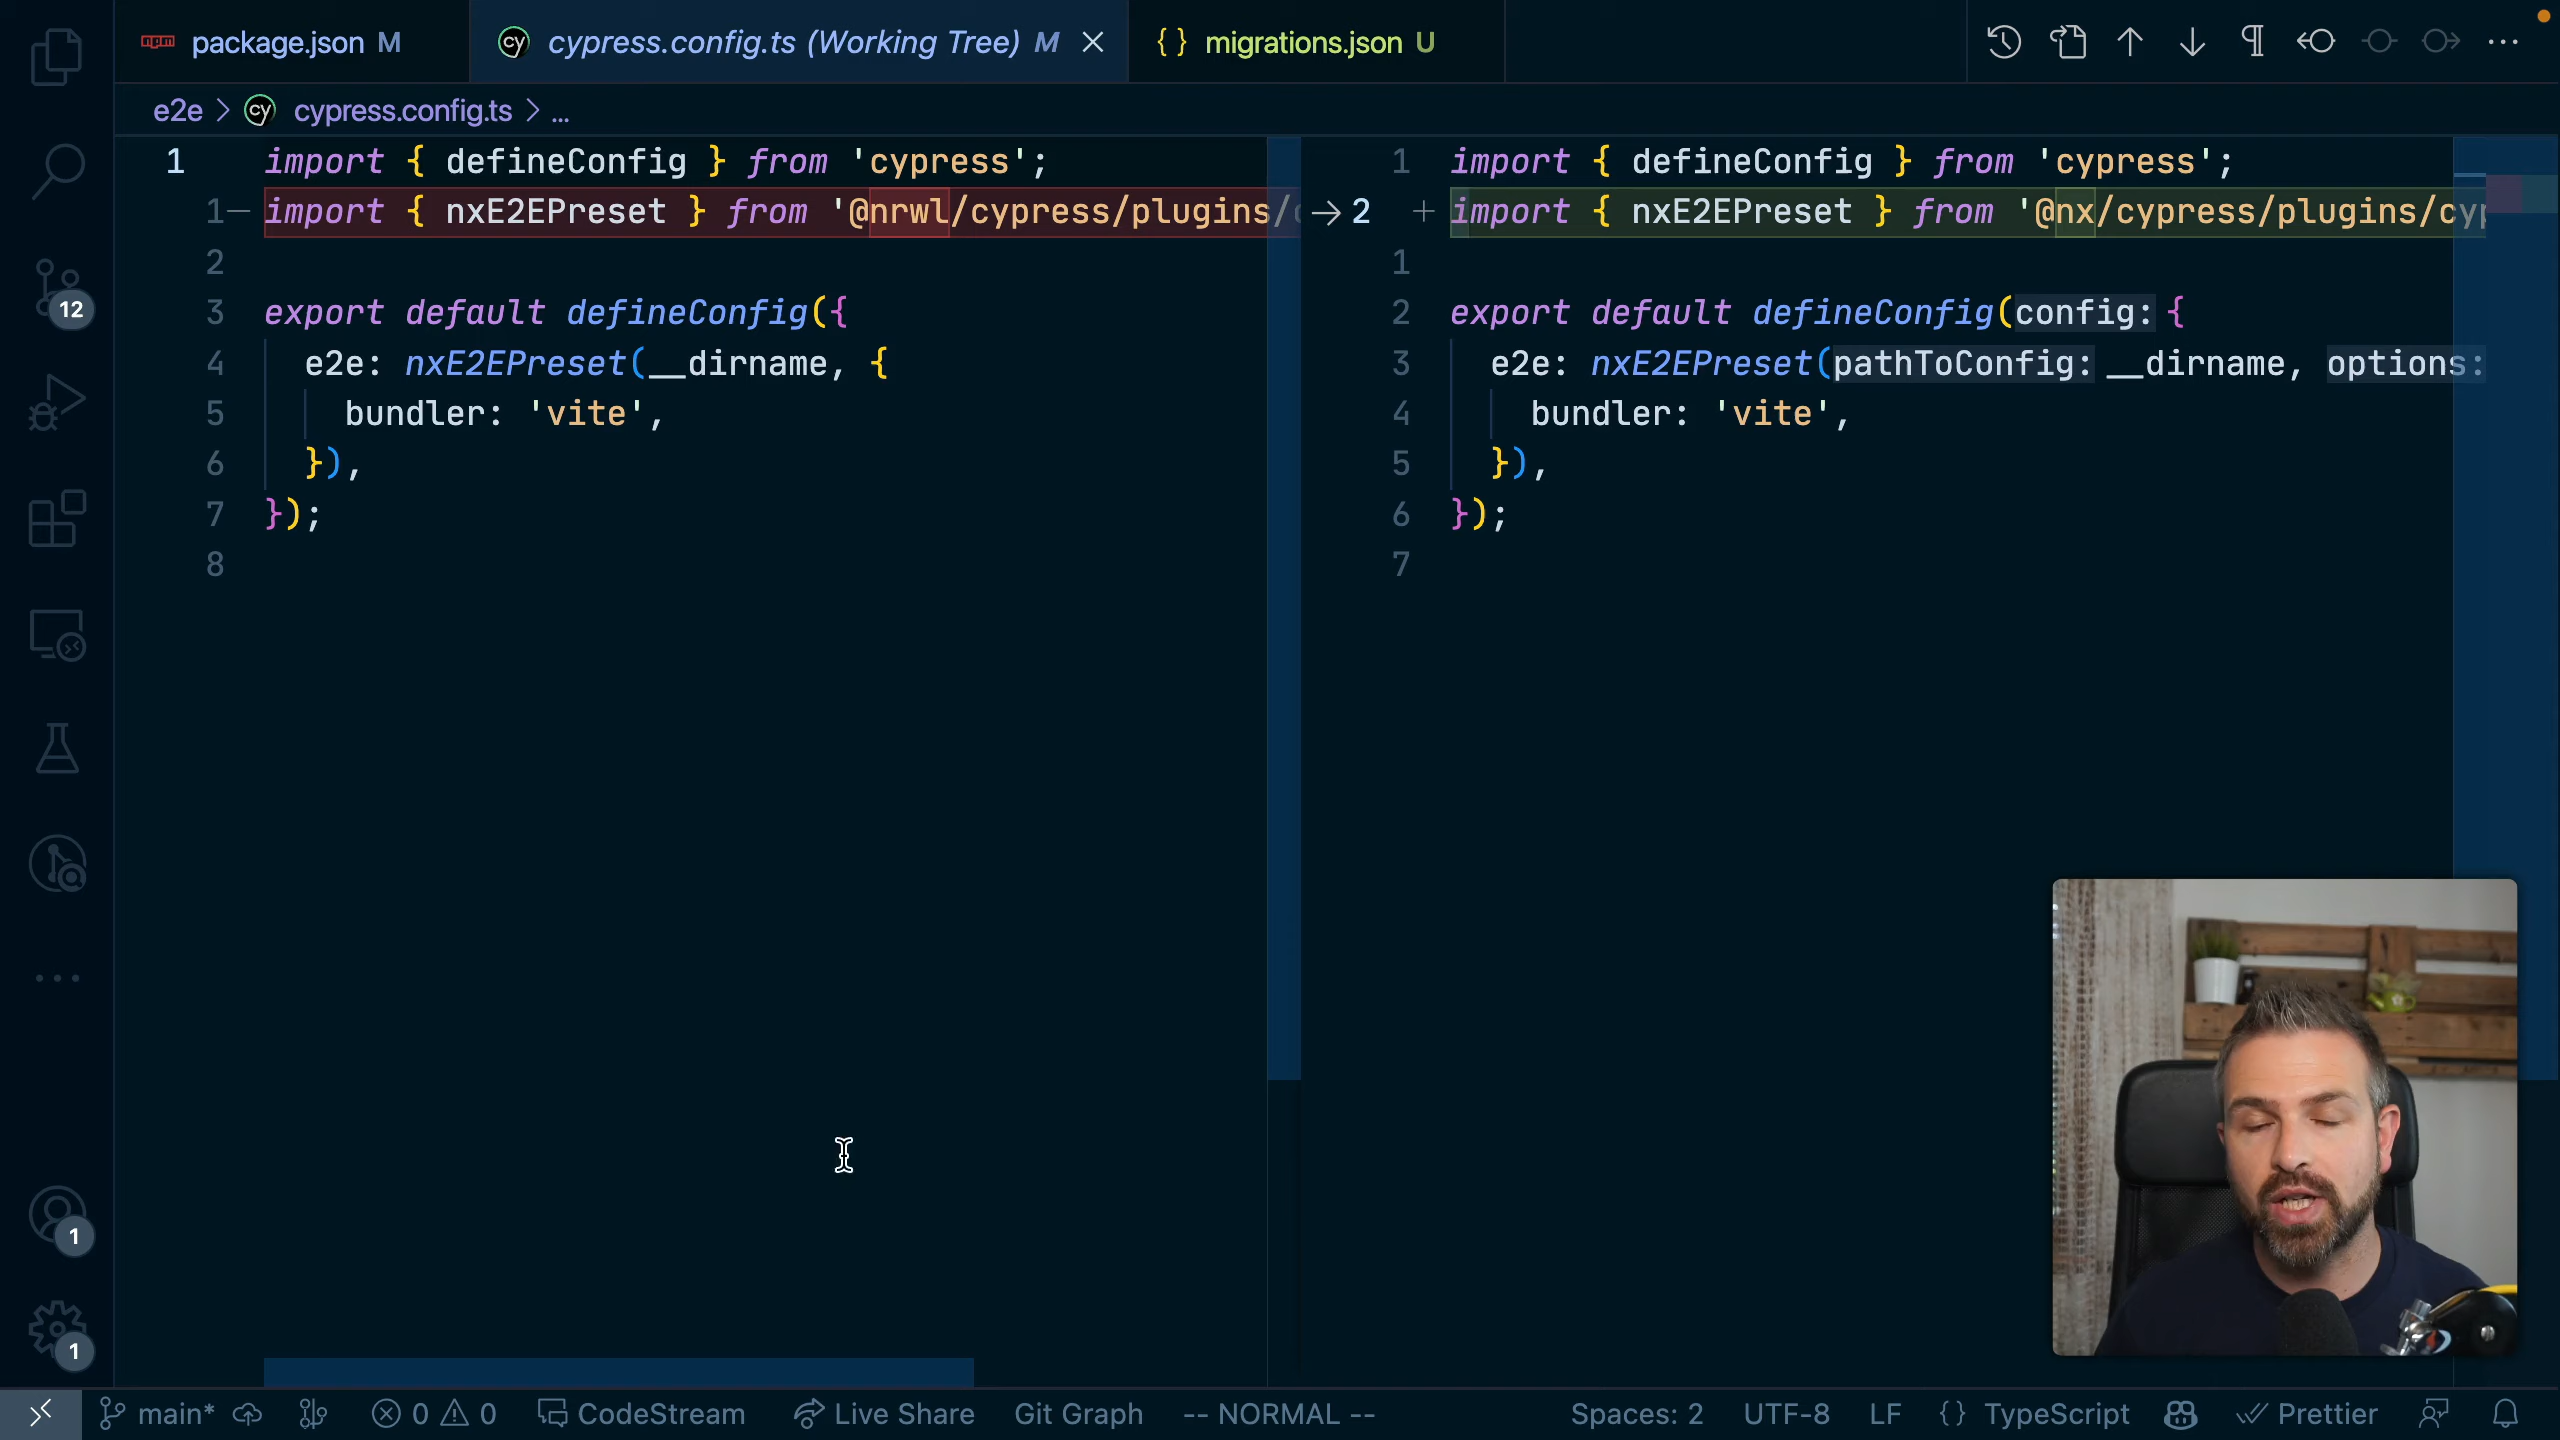 package.json M
cy cypress.config.ts (Working Tree) M
{ } migrations.json U
e2e > cy cypress.config.ts > ...
1 import { defineConfig } from 'cypress';
1— import { nxE2EPreset } from '@nrwl/cypress/plugins/
2
3 export default defineConfig({
4 e2e: nxE2EPreset(__dirname, {
5 bundler: 'vite',
6 }),
7 });
8
1 import { defineConfig } from 'cypress';
→ 2 + import { nxE2EPreset } from '@nx/cypress/plugins/cyp
1
2 export default defineConfig(config: {
3 e2e: nxE2EPreset(pathToConfig: __dirname, options:
4 bundler: 'vite',
5 }),
6 });
7
12
1
1
main* 0 0 CodeStream Live Share Git Graph -- NORMAL -- Spaces: 2 UTF-8 LF {} TypeScript Prettier